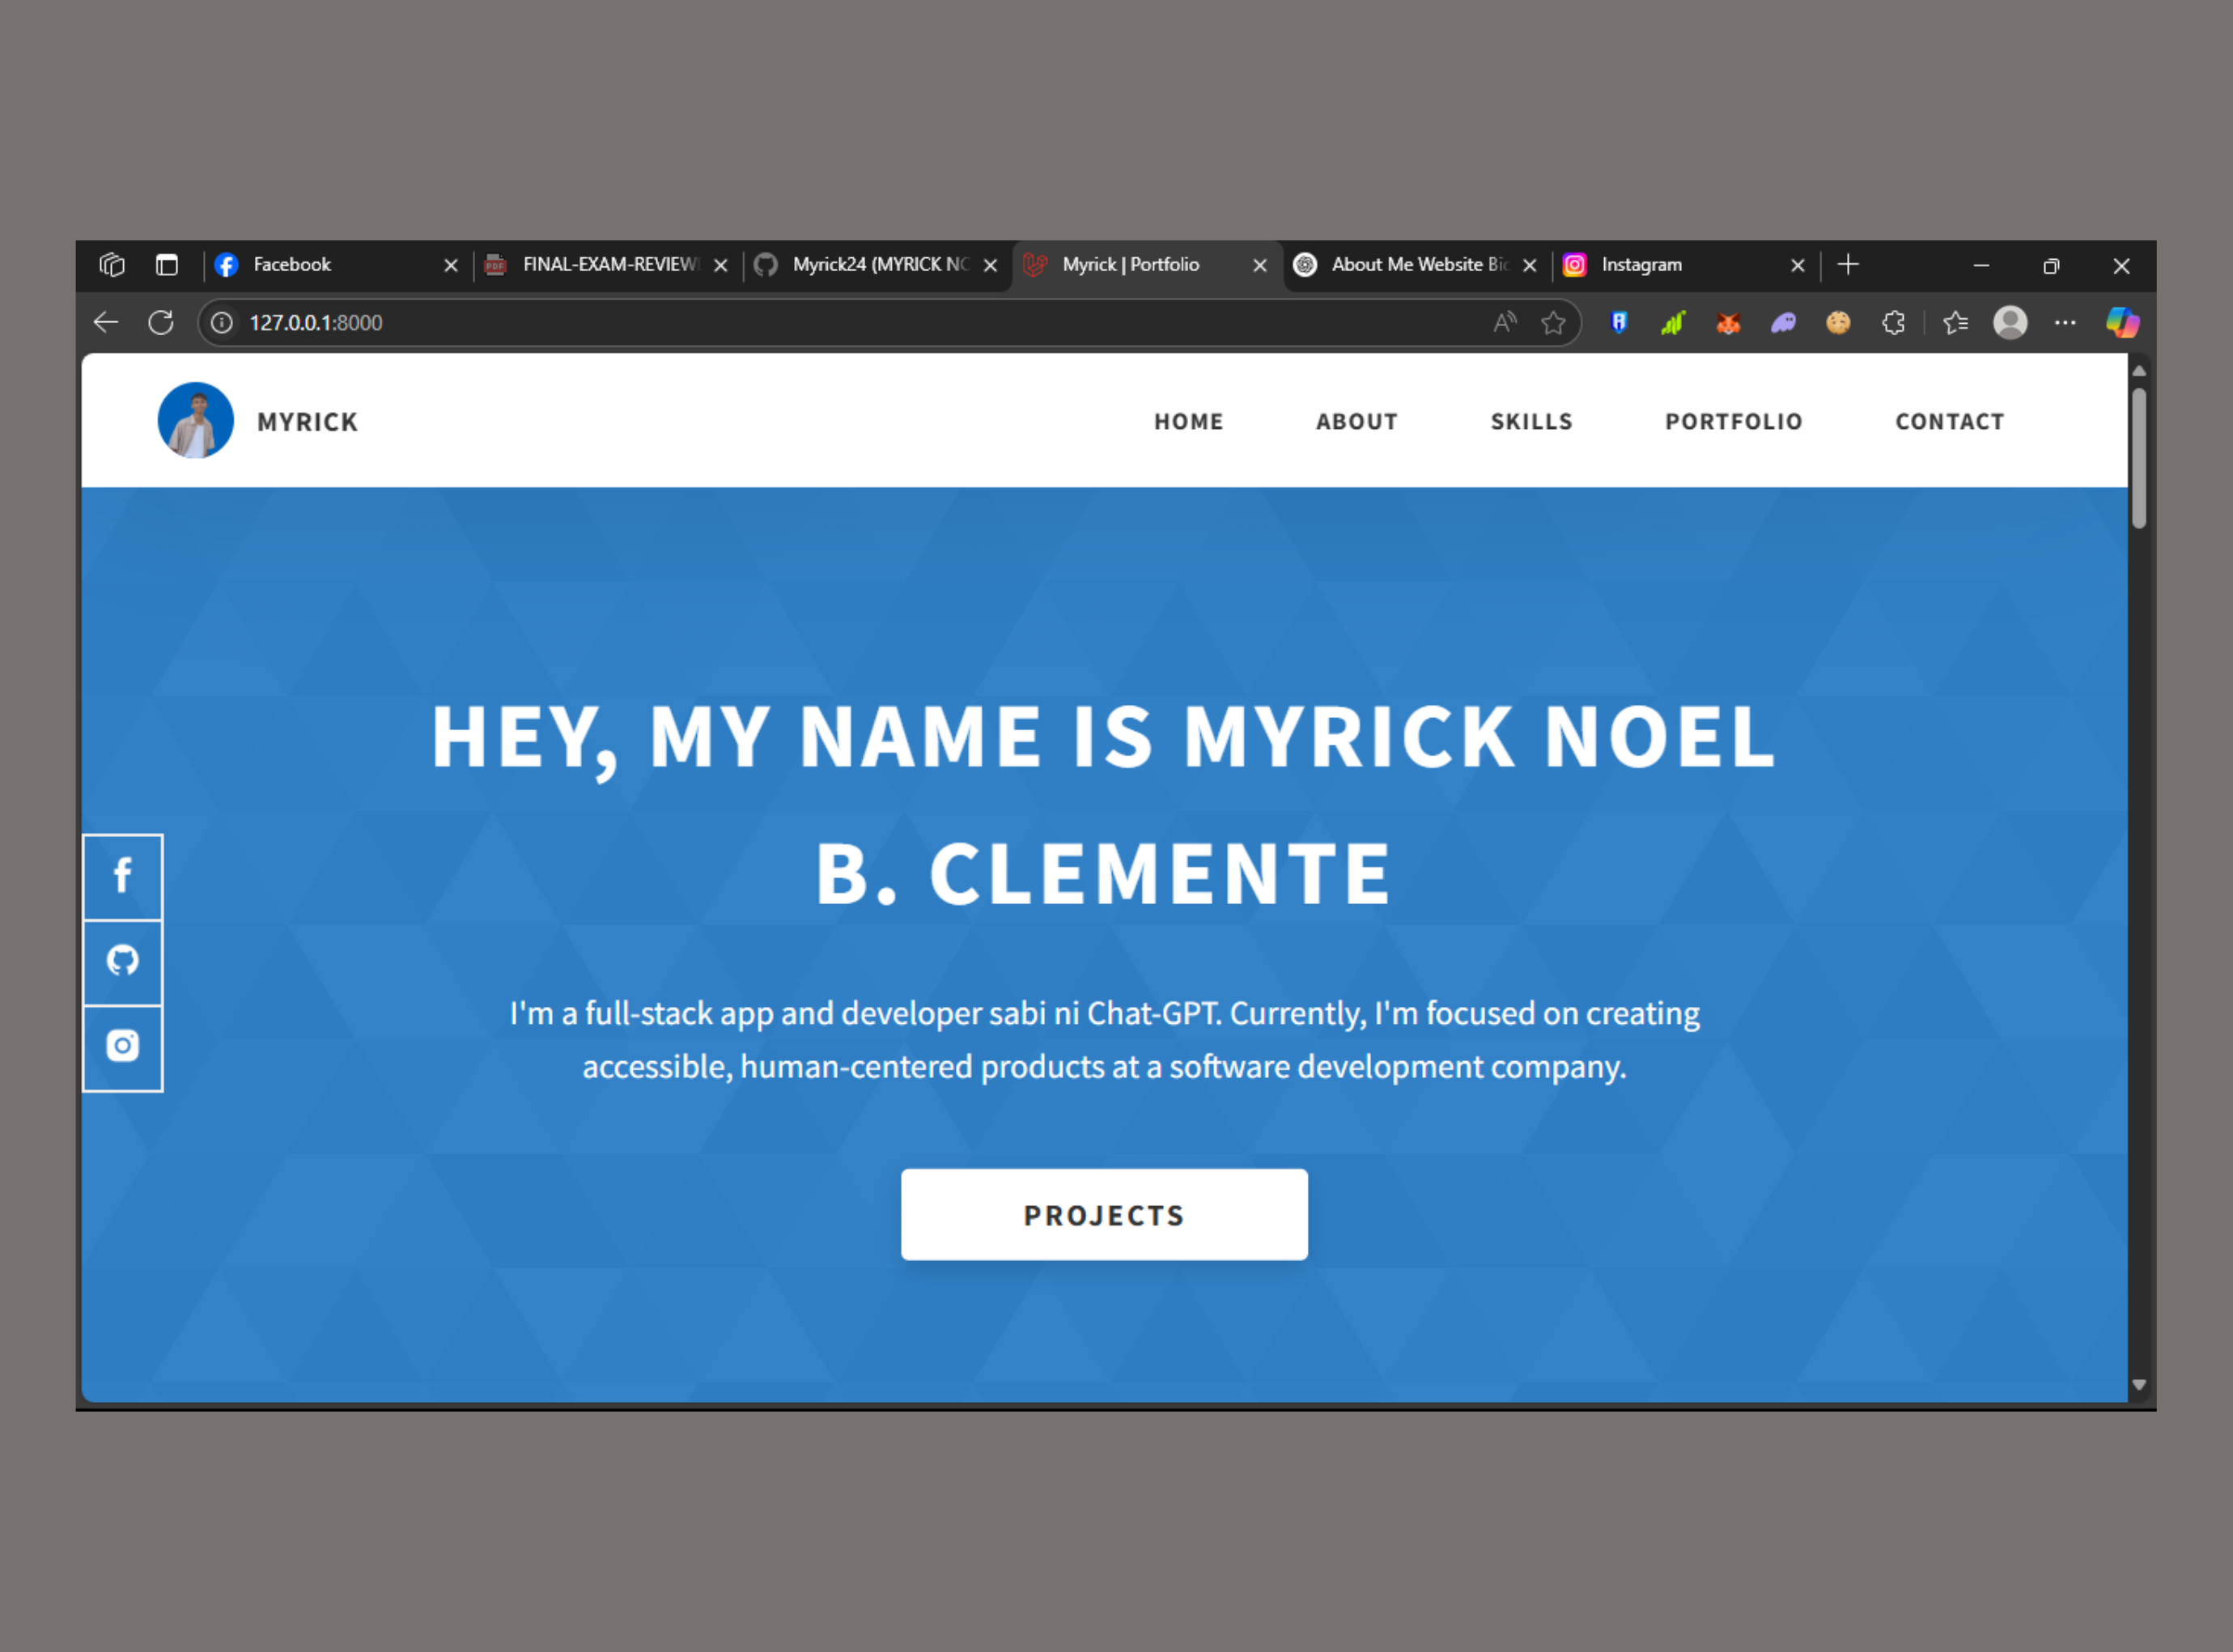 Facebook
FINAL-EXAM-REVIEW
Myrick24 (MYRICK NO
Myrick | Portfolio
About Me Website Bio
Instagram
127.0.0.1:8000
MYRICK
HOME
ABOUT
SKILLS
PORTFOLIO
CONTACT
HEY, MY NAME IS MYRICK NOEL
B. CLEMENTE
I'm a full-stack app and developer sabi ni Chat-GPT. Currently, I'm focused on creating
accessible, human-centered products at a software development company.
PROJECTS